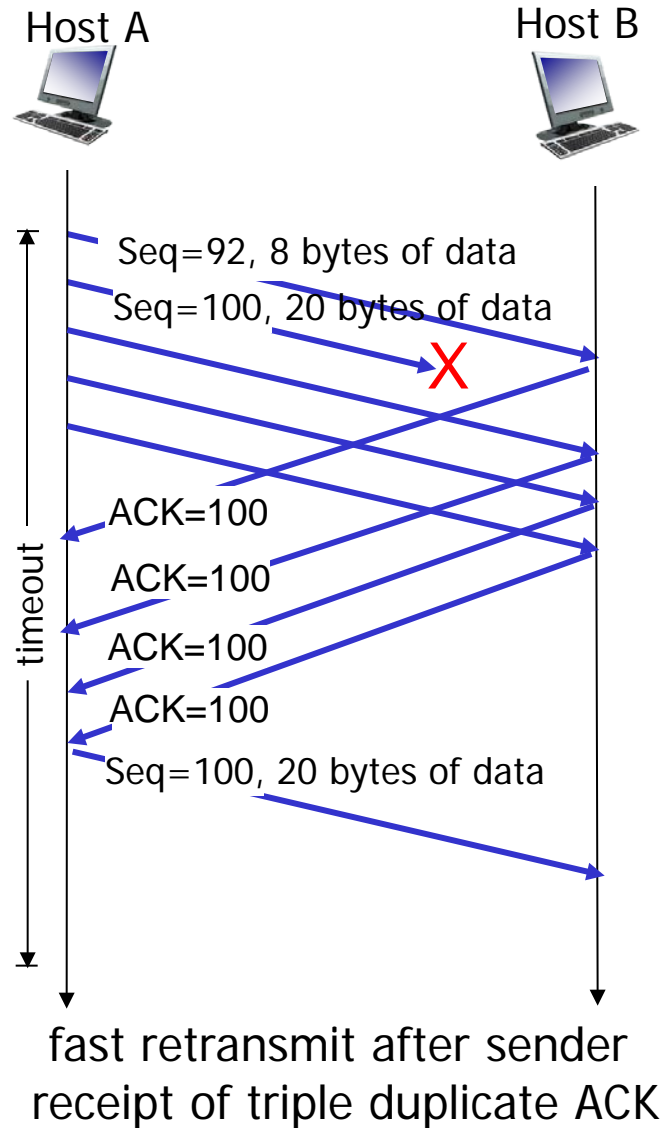 Host A
Host B
Seq=92, 8 bytes of data
Seq=100, 20 bytes of data
X
ACK=100
ACK=100
ACK=100
ACK=100
timeout
Seq=100, 20 bytes of data
fast retransmit after sender
receipt of triple duplicate ACK